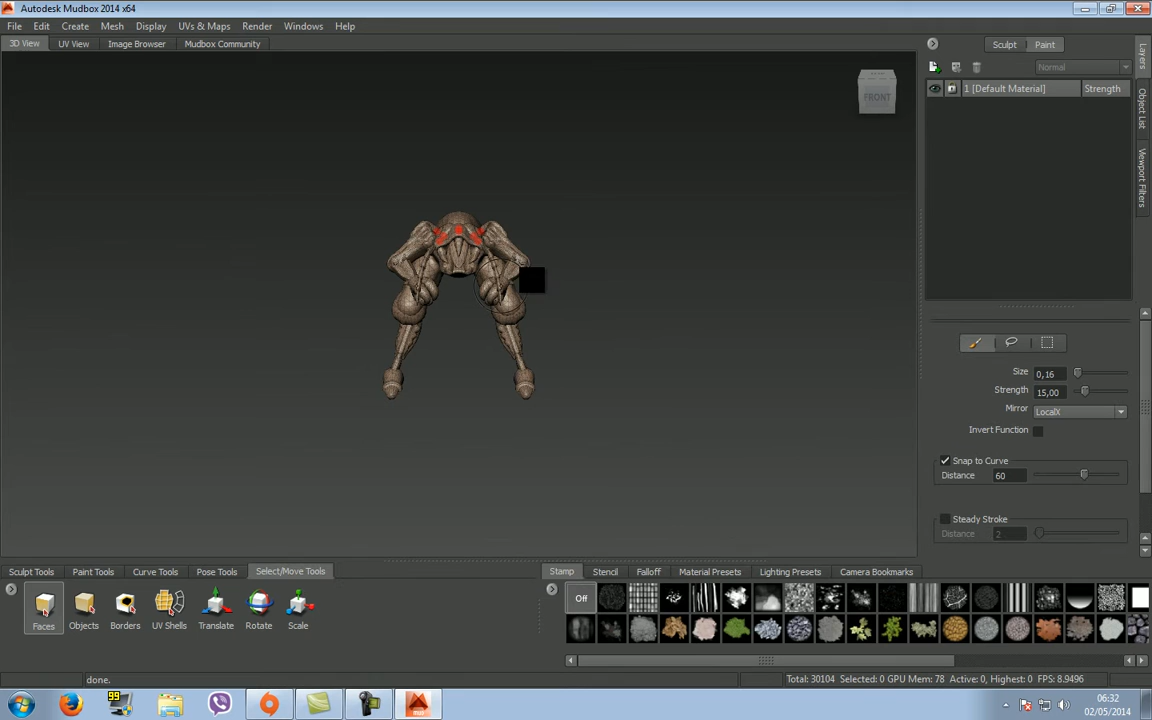 Autodesk Mudbox 2014 x64
File Edit Create Mesh Display UVs & Maps Render Windows Help
3D View UV View Image Browser Mudbox Community
Sculpt Paint
Layers
Object List
Viewport Filters
Normal
1 [Default Material] Strength
FRONT
Size 0,16
Strength 15,00
Mirror LocalX
Invert Function
Snap to Curve
Distance 60
Steady Stroke
Distance 2
Sculpt Tools Paint Tools Curve Tools Pose Tools Select/Move Tools
Stamp Stencil Falloff Material Presets Lighting Presets Camera Bookmarks
Off
Faces Objects Borders UV Shells Translate Rotate Scale
done.
Total: 30104 Selected: 0 GPU Mem: 78 Active: 0, Highest: 0 FPS: 8.9496
99
06:32
02/05/2014